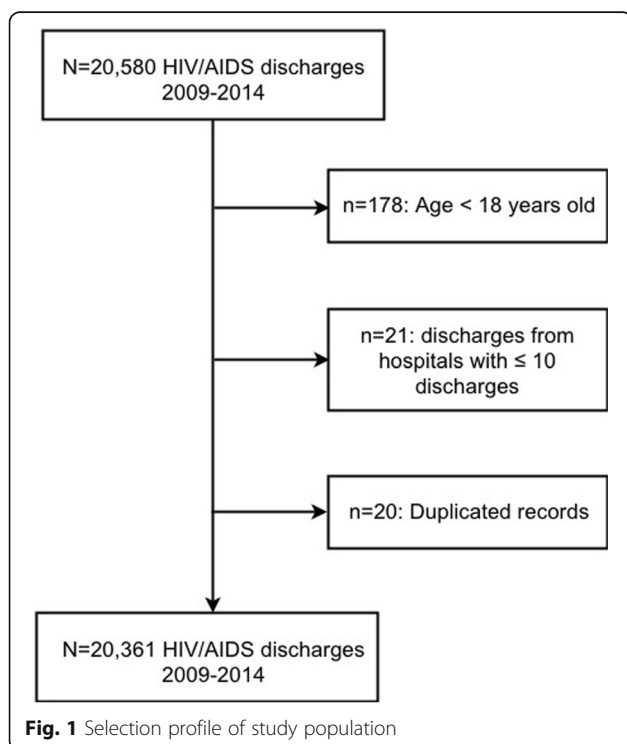 N=20,580 HIV/AIDS discharges
2009-2014
n=178: Age < 18 years old
n=21: discharges from
hospitals with ≤ 10
discharges
n=20: Duplicated records
N=20,361 HIV/AIDS discharges
2009-2014
Fig. 1 Selection profile of study population